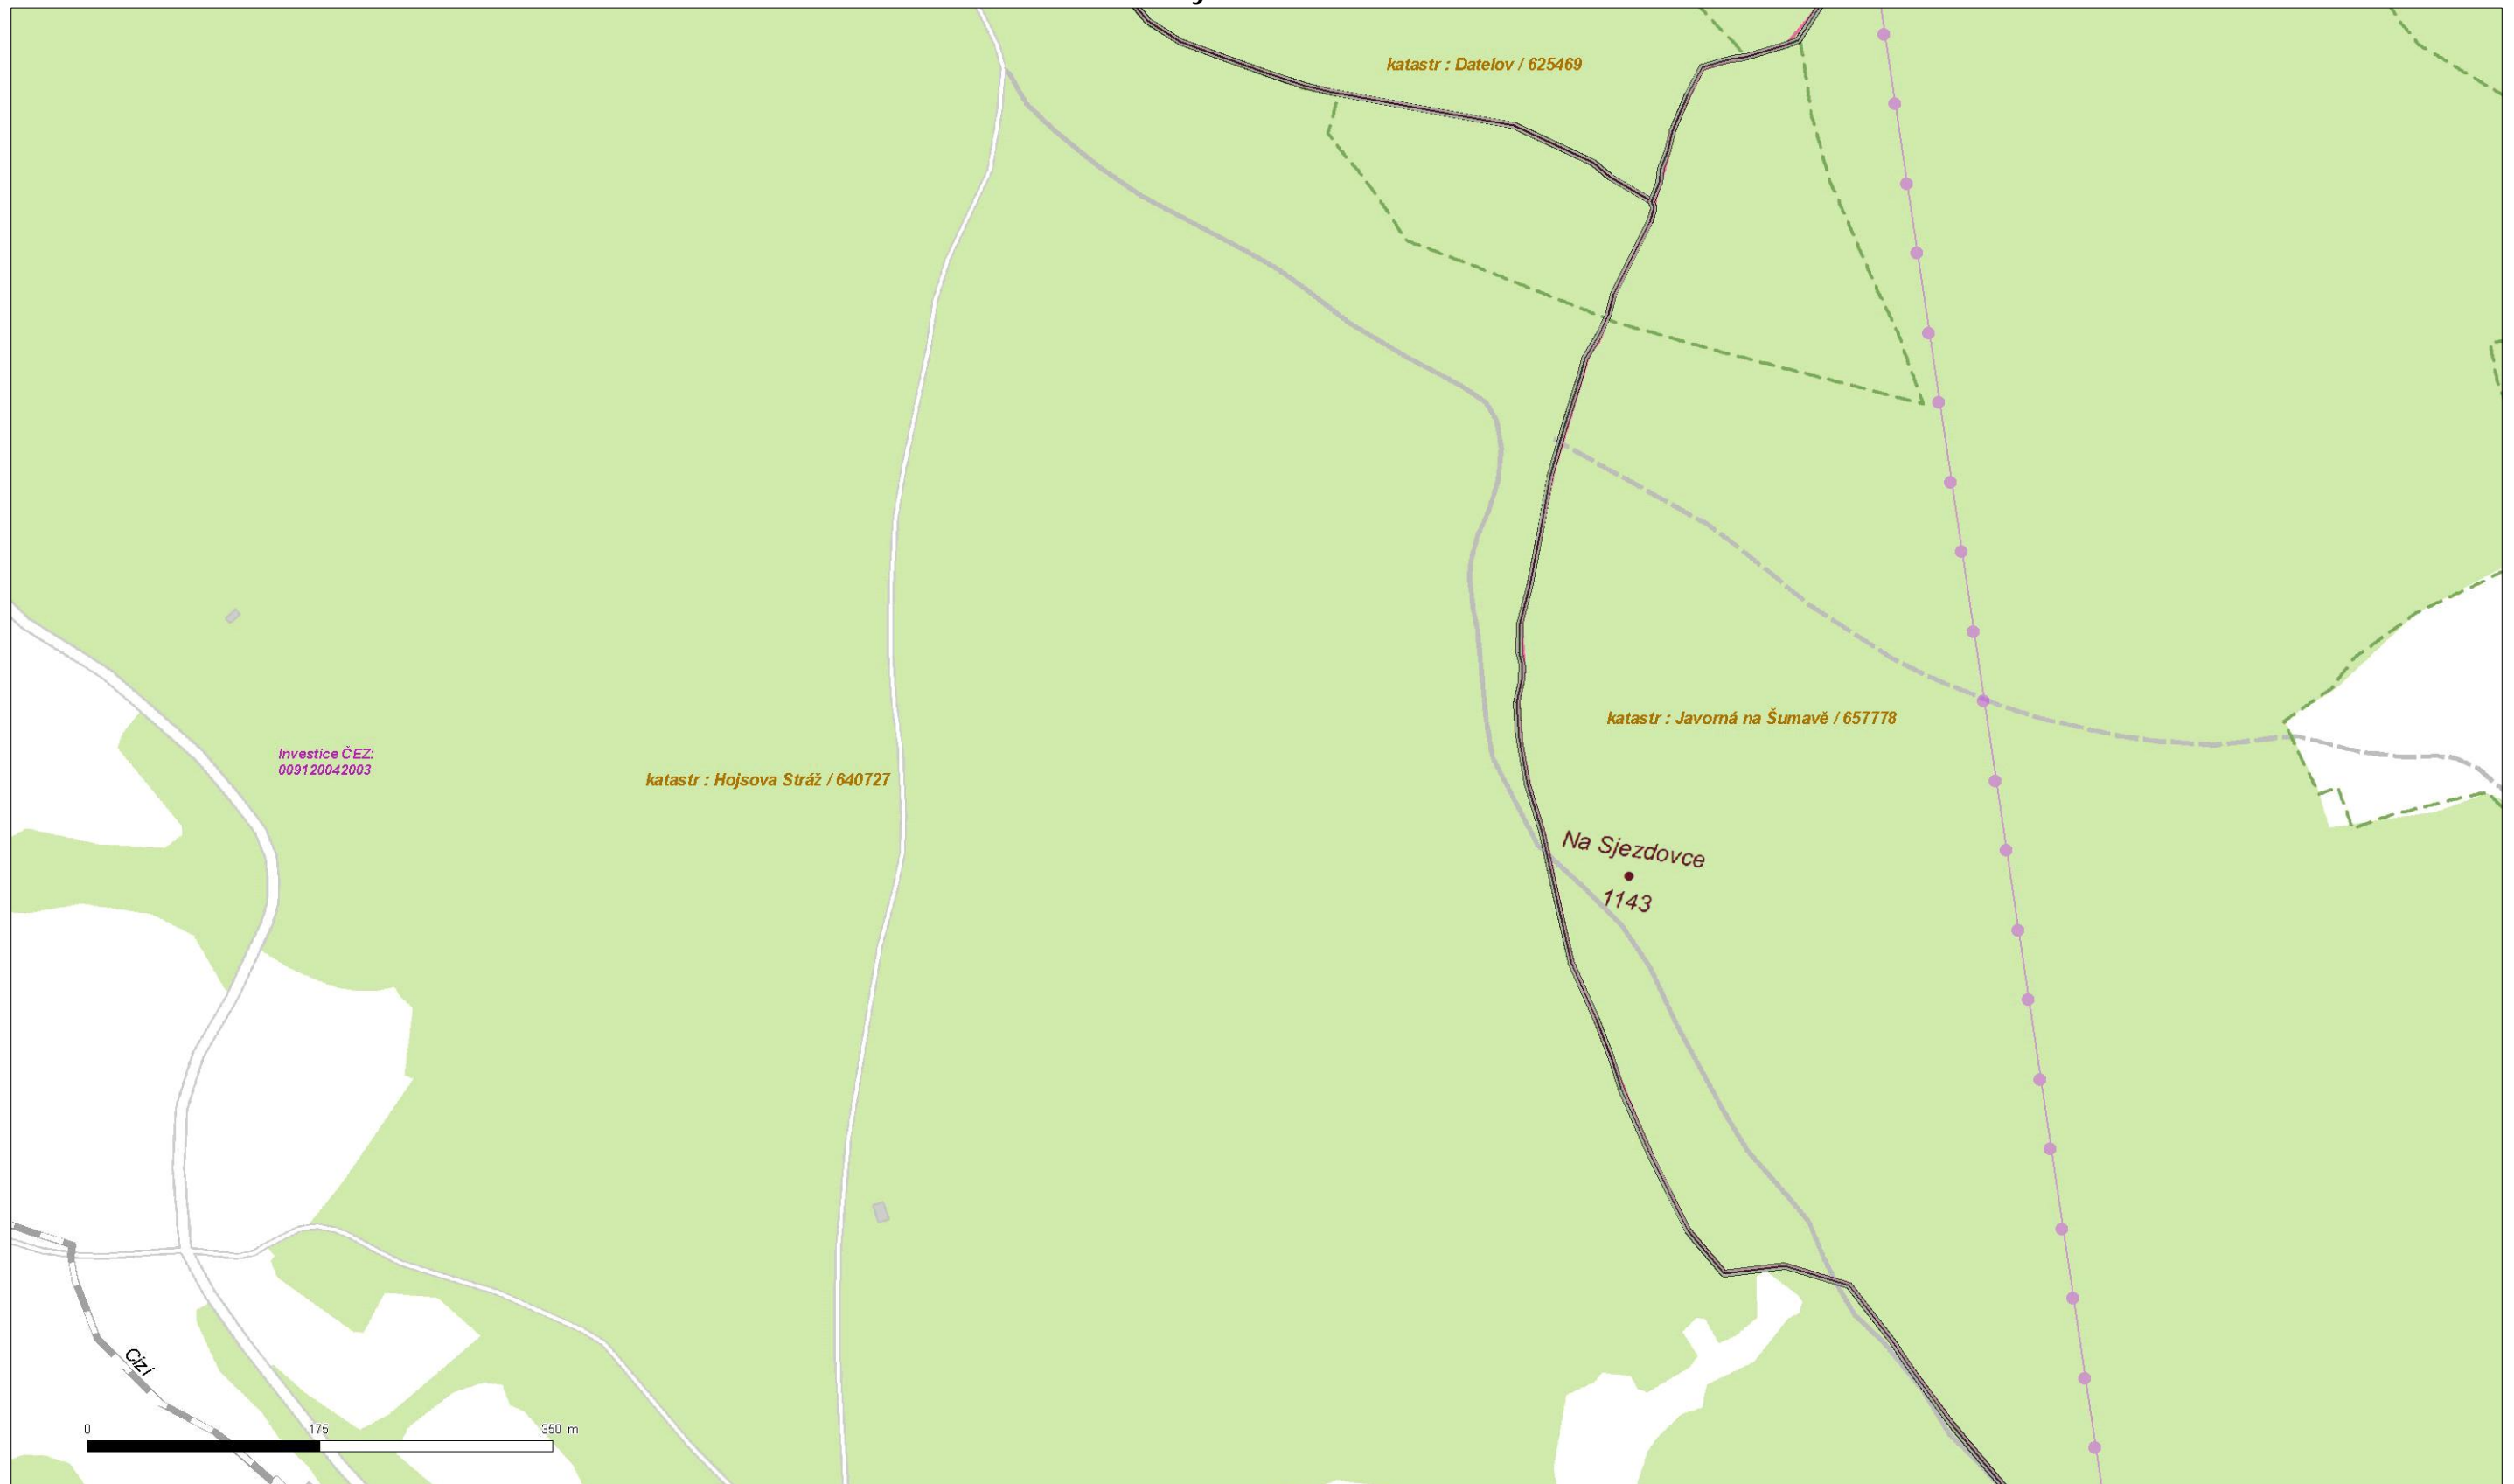 katastr : Datelov / 625469
katastr : Javorná na Šumavě / 657778
Investice ČEZ:
009120042003
katastr : Hojsova Stráž / 640727
Na Sjezdovce
1143
Cizí
0 175 350 m